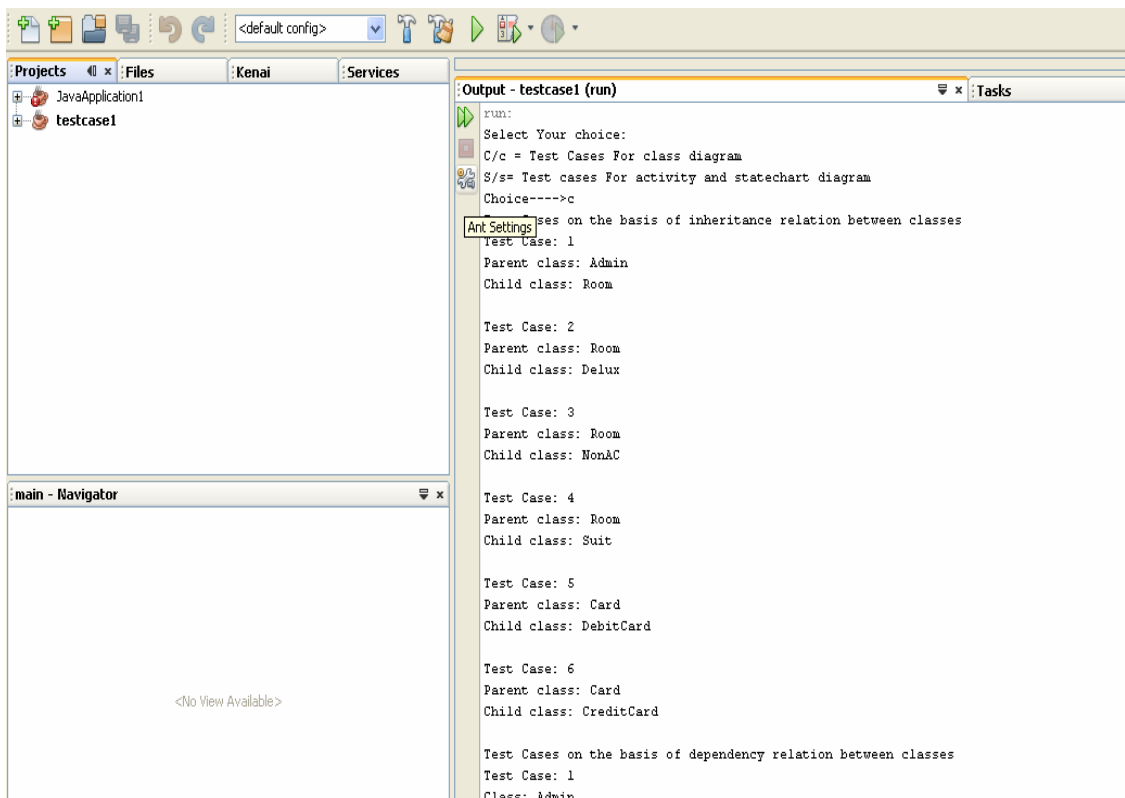 <default config>
Projects
Files
Kenai
Services
JavaApplication1
testcase1
main - Navigator
<No View Available>
Output - testcase1 (run)
Tasks
run:
Select Your choice:
C/c = Test Cases For class diagram
S/s= Test cases For activity and statechart diagram
Choice---->c
Ant Settings
ses on the basis of inheritance relation between classes
Test Case: 1
Parent class: Admin
Child class: Room
Test Case: 2
Parent class: Room
Child class: Delux
Test Case: 3
Parent class: Room
Child class: NonAC
Test Case: 4
Parent class: Room
Child class: Suit
Test Case: 5
Parent class: Card
Child class: DebitCard
Test Case: 6
Parent class: Card
Child class: CreditCard
Test Cases on the basis of dependency relation between classes
Test Case: 1
Class: Admin